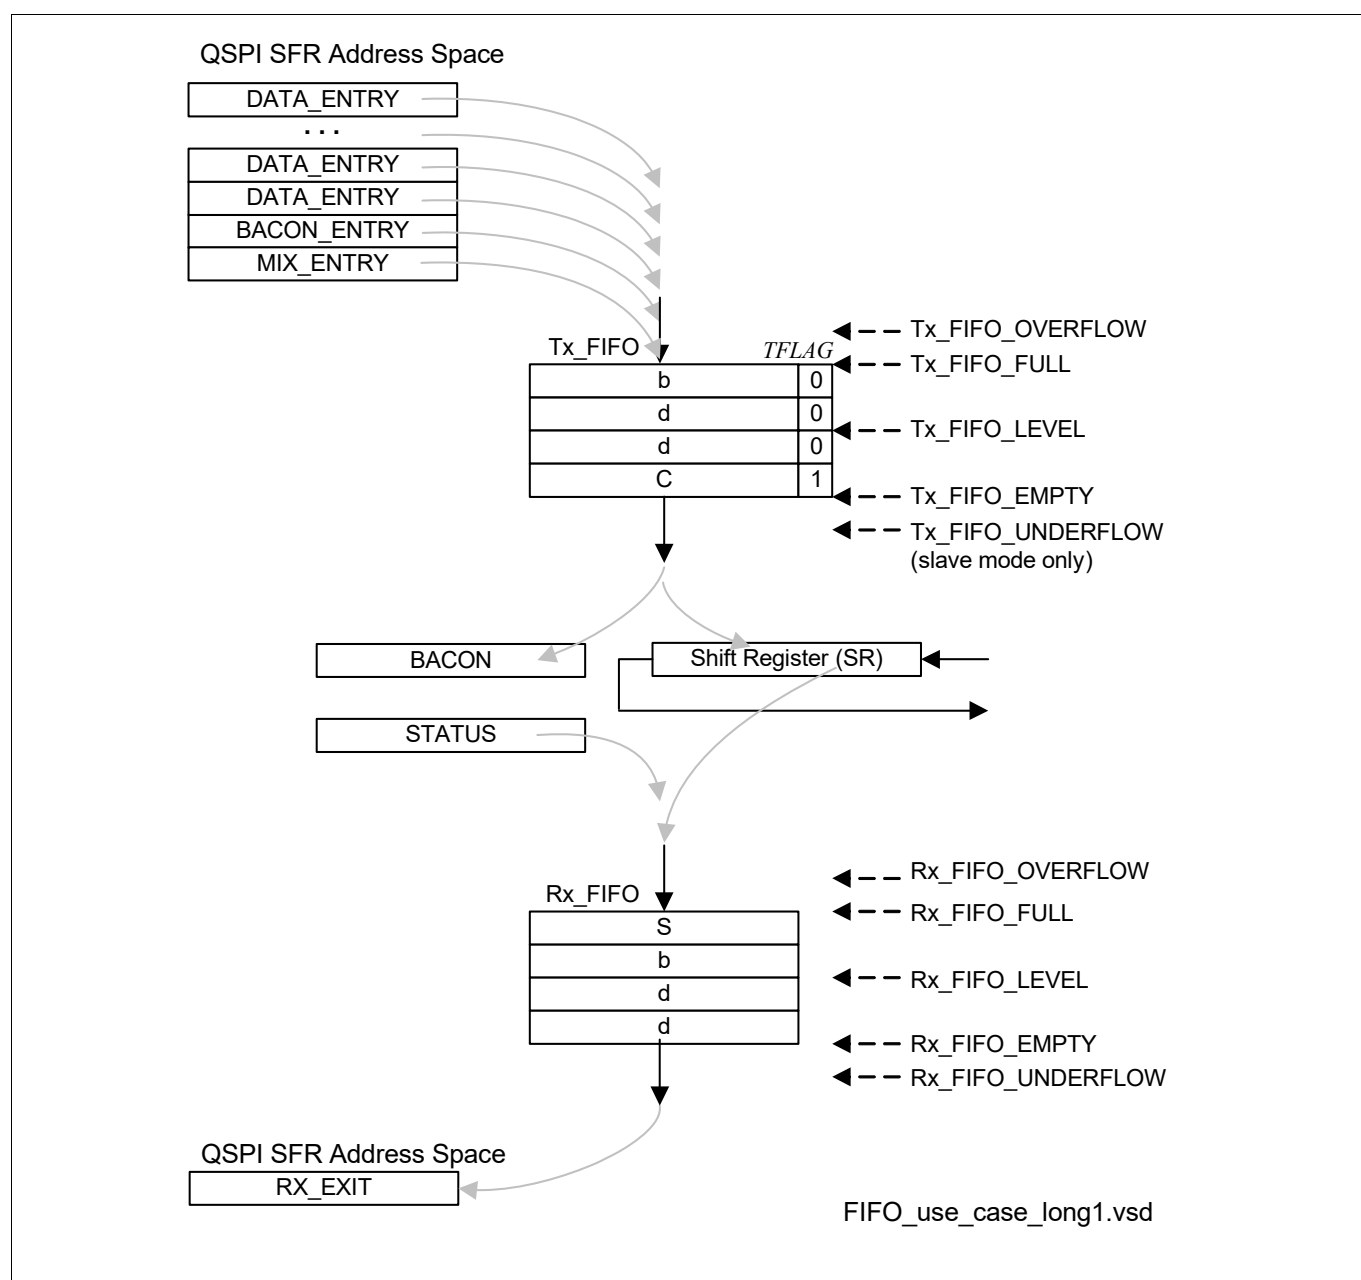 QSPI SFR Address Space
DATA_ENTRY
. . .
DATA_ENTRY
DATA_ENTRY
BACON_ENTRY
MIX_ENTRY
Tx_FIFO
TFLAG
b 0
d 0
d 0
C 1
Tx_FIFO_OVERFLOW
Tx_FIFO_FULL
Tx_FIFO_LEVEL
Tx_FIFO_EMPTY
Tx_FIFO_UNDERFLOW
(slave mode only)
BACON
Shift Register (SR)
STATUS
Rx_FIFO
S
b
d
d
Rx_FIFO_OVERFLOW
Rx_FIFO_FULL
Rx_FIFO_LEVEL
Rx_FIFO_EMPTY
Rx_FIFO_UNDERFLOW
QSPI SFR Address Space
RX_EXIT
FIFO_use_case_long1.vsd